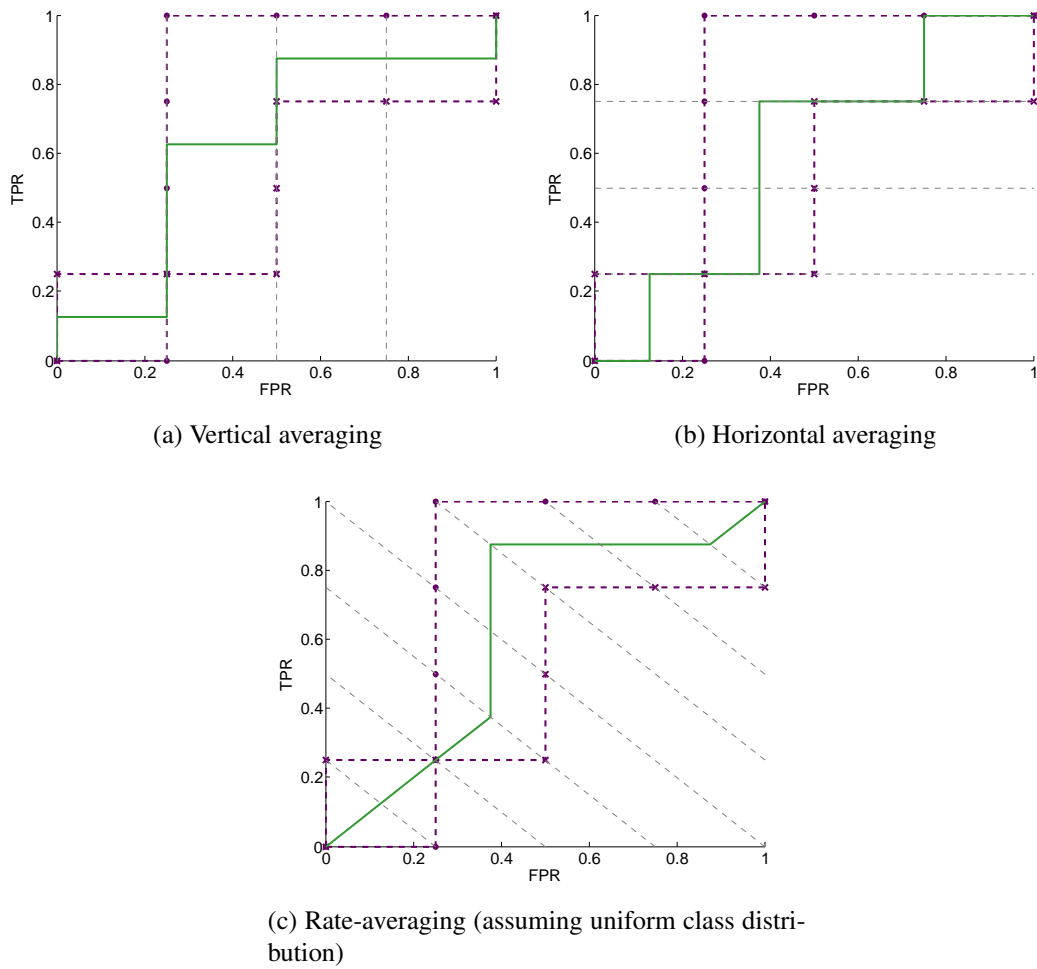 1
0.8
0.6
0.4
0.2
0
TPR
0 0.2 0.4 0.6 0.8 1
FPR
(a) Vertical averaging
1
0.8
0.6
0.4
0.2
0
TPR
0 0.2 0.4 0.6 0.8 1
FPR
(b) Horizontal averaging
1
0.8
0.6
0.4
0.2
0
TPR
0 0.2 0.4 0.6 0.8 1
FPR
(c) Rate-averaging (assuming uniform class distri-
bution)